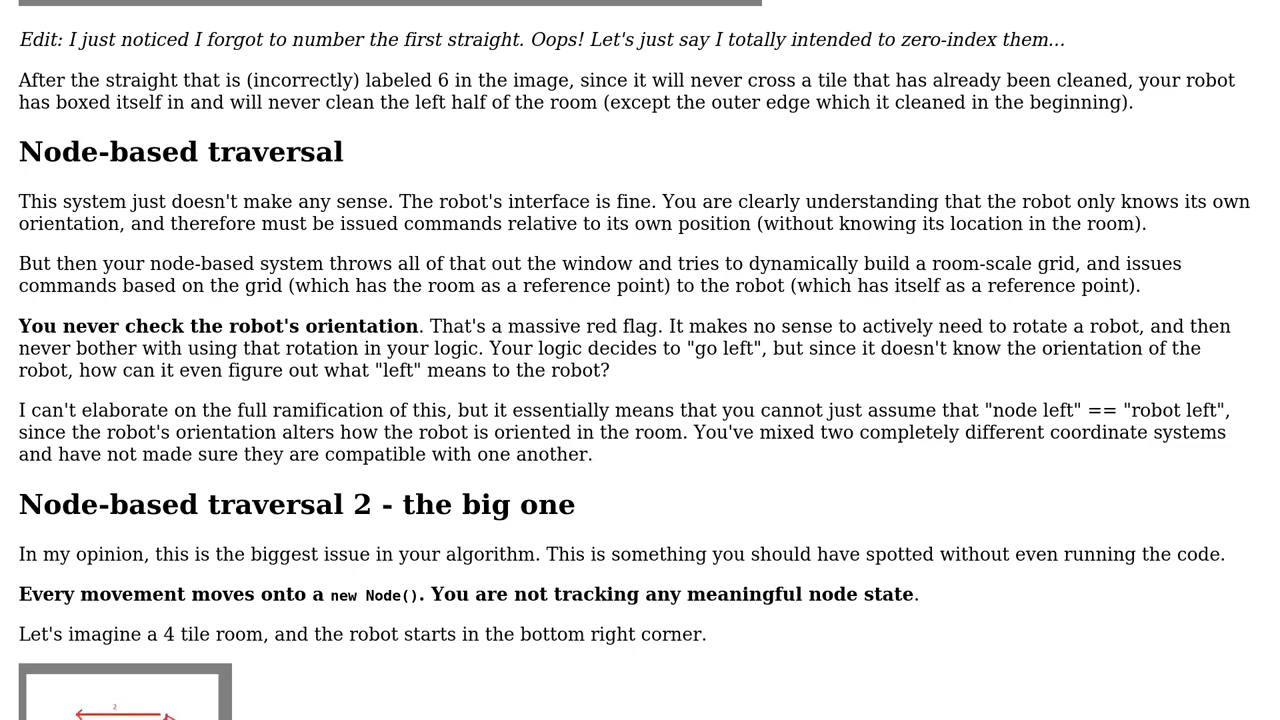 Edit: I just noticed I forgot to number the first straight. Oops! Let's just say I totally intended to zero-index them...
After the straight that is (incorrectly) labeled 6 in the image, since it will never cross a tile that has already been cleaned, your robot
has boxed itself in and will never clean the left half of the room (except the outer edge which it cleaned in the beginning).
Node-based traversal
This system just doesn't make any sense. The robot's interface is fine. You are clearly understanding that the robot only knows its own
orientation, and therefore must be issued commands relative to its own position (without knowing its location in the room).
But then your node-based system throws all of that out the window and tries to dynamically build a room-scale grid, and issues
commands based on the grid (which has the room as a reference point) to the robot (which has itself as a reference point).
You never check the robot's orientation. That's a massive red flag. It makes no sense to actively need to rotate a robot, and then
never bother with using that rotation in your logic. Your logic decides to "go left", but since it doesn't know the orientation of the
robot, how can it even figure out what "left" means to the robot?
I can't elaborate on the full ramification of this, but it essentially means that you cannot just assume that "node left" == "robot left",
since the robot's orientation alters how the robot is oriented in the room. You've mixed two completely different coordinate systems
and have not made sure they are compatible with one another.
Node-based traversal 2 - the big one
In my opinion, this is the biggest issue in your algorithm. This is something you should have spotted without even running the code.
Every movement moves onto a new Node(). You are not tracking any meaningful node state.
Let's imagine a 4 tile room, and the robot starts in the bottom right corner.
2